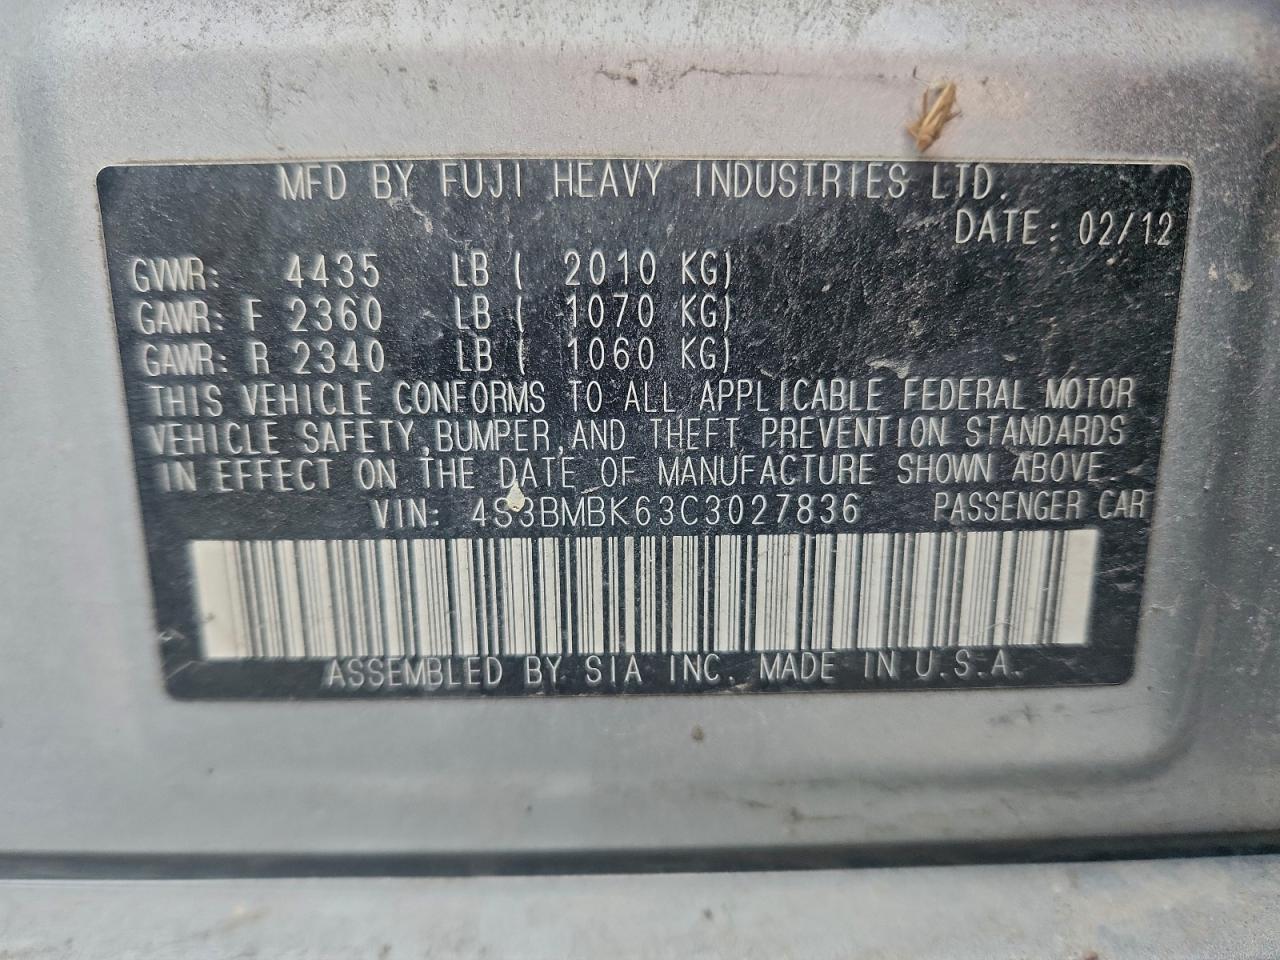 MFD BY FUJI HEAVY INDUSTRIES LTD.
DATE: 02/12
GVWR: 4435 LB ( 2010 KG)
GAWR: F 2360 LB ( 1070 KG)
GAWR: R 2340 LB ( 1060 KG)
THIS VEHICLE CONFORMS TO ALL APPLICABLE FEDERAL MOTOR
VEHICLE SAFETY,BUMPER,AND THEFT PREVENTION STANDARDS
IN EFFECT ON THE DATE OF MANUFACTURE SHOWN ABOVE.
VIN: 4S3BMBK63C3027836 PASSENGER CAR
ASSEMBLED BY SIA INC. MADE IN U.S.A.